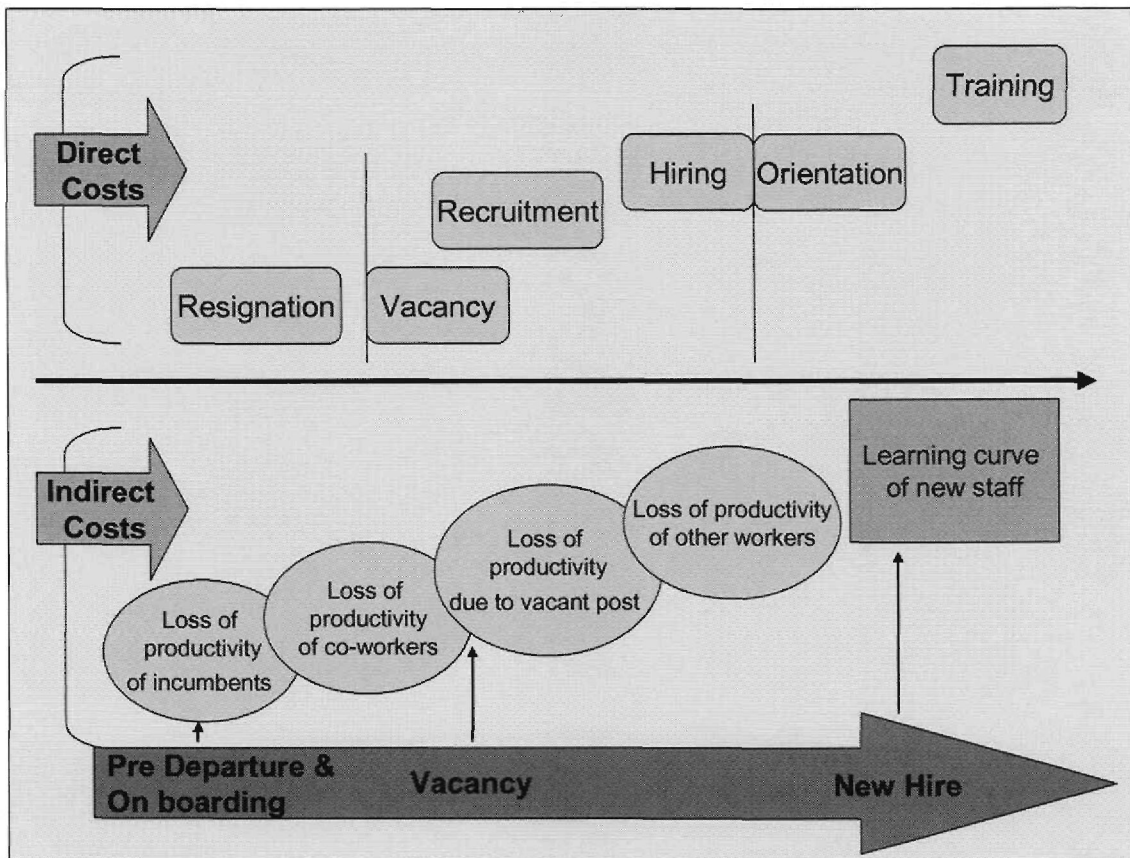 Training
Direct
Costs
Hiring
Orientation
Recruitment
Resignation
Vacancy
Indirect
Costs
Learning curve
of new staff
Loss of productivity
of other workers
Loss of
productivity
due to vacant post
Loss of
productivity
of co-workers
Loss of
productivity
of incumbents
Pre Departure &
On boarding
Vacancy
New Hire